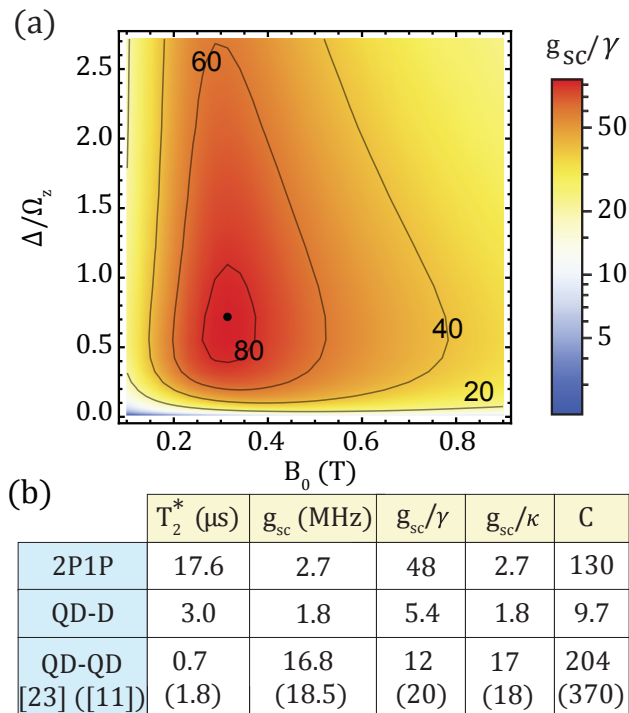 (a)
g_sc/γ
2.5
2.0
1.5
1.0
0.5
0.0
Δ/Ω_z
60
80
40
20
50
20
10
5
0.2 0.4 0.6 0.8
B_0 (T)
(b)
T_2^* (μs) g_sc (MHz) g_sc/γ g_sc/κ C
2P1P 17.6 2.7 48 2.7 130
QD-D 3.0 1.8 5.4 1.8 9.7
QD-QD 0.7 16.8 12 17 204
[23] ([11]) (1.8) (18.5) (20) (18) (370)